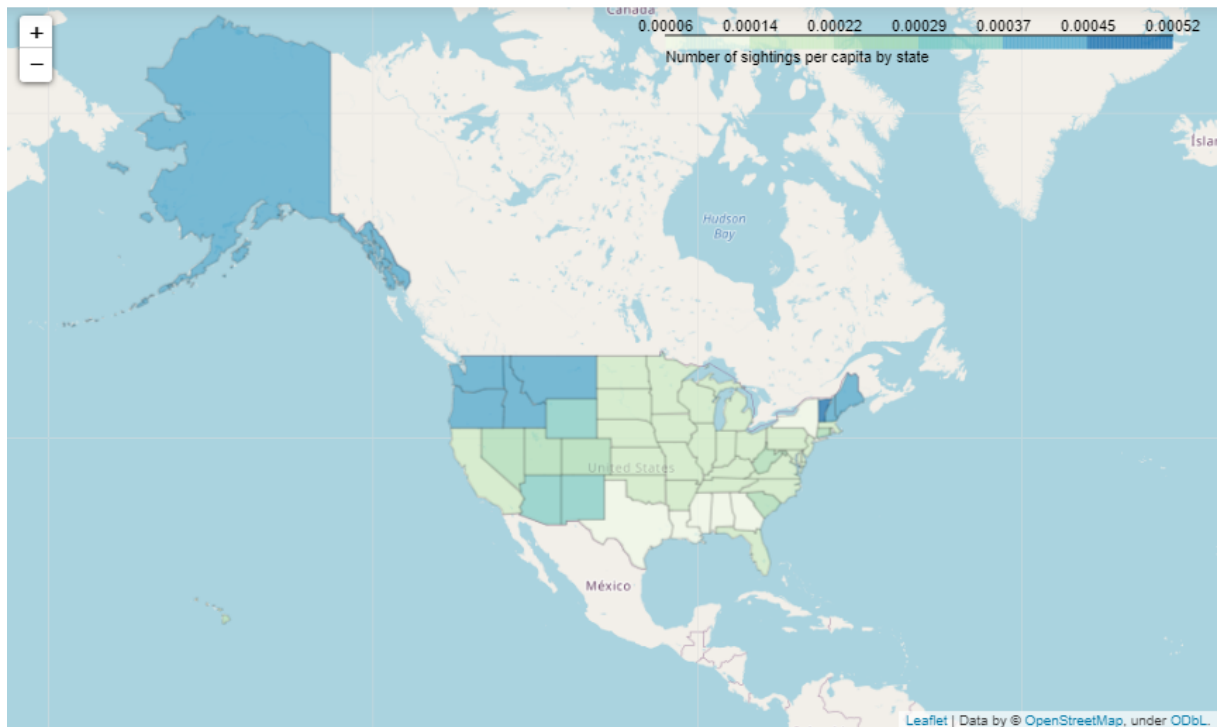 Canada
+
−
0.00006 0.00014 0.00022 0.00029 0.00037 0.00045 0.00052
Number of sightings per capita by state
Hudson
Bay
United States
México
Leaflet | Data by © OpenStreetMap, under ODbL.